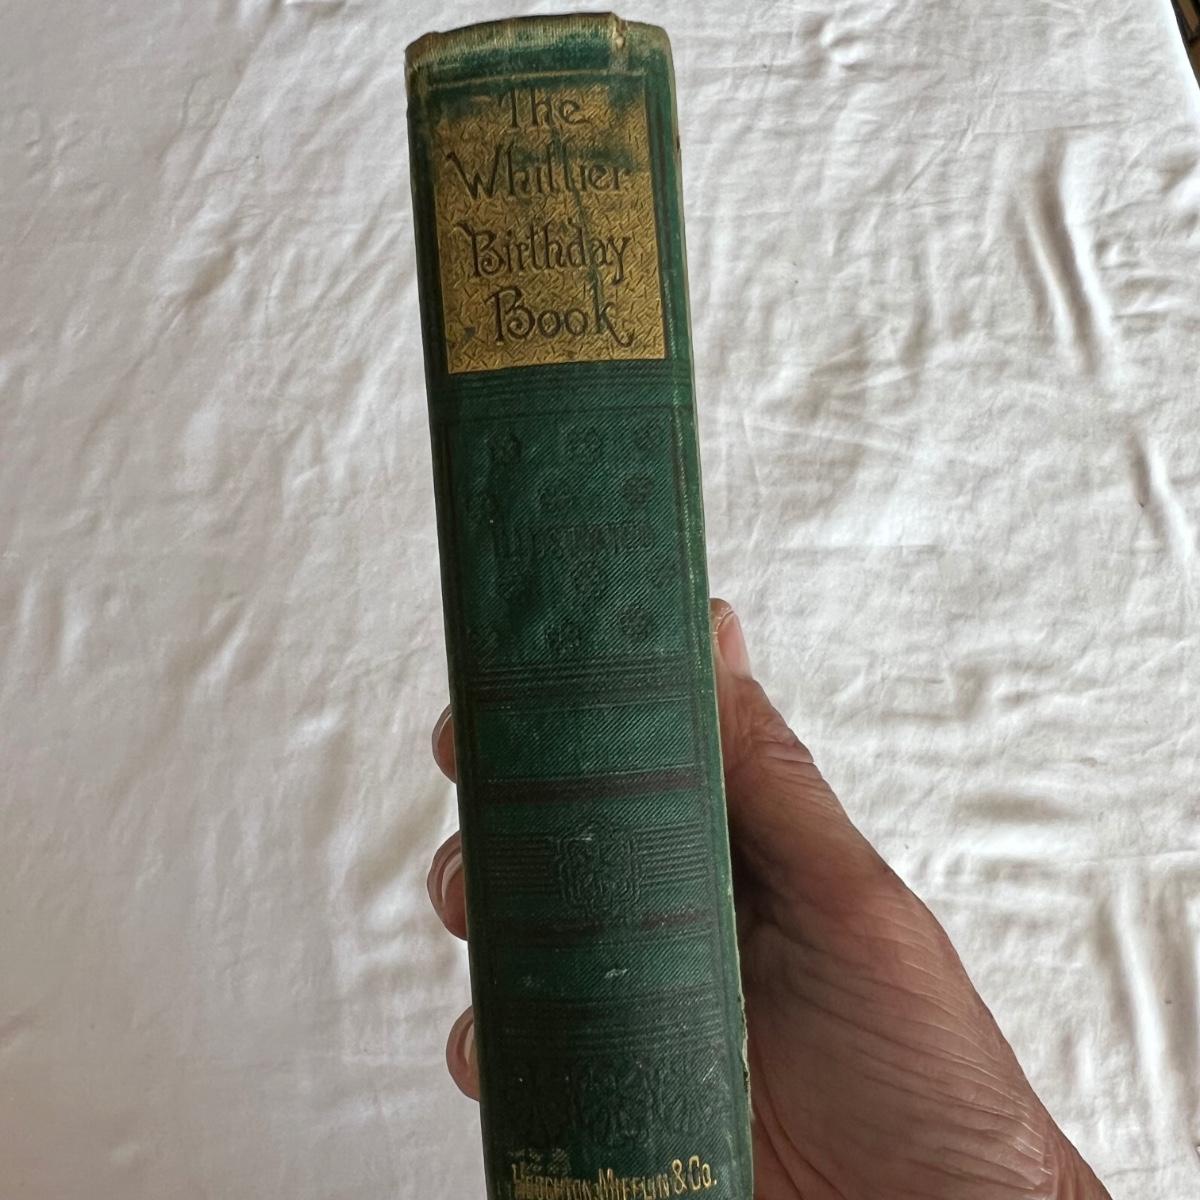 The
Whittier
Birthday
Book
ILLUSTRATED
HOUGHTON, MIFFLIN & CO.